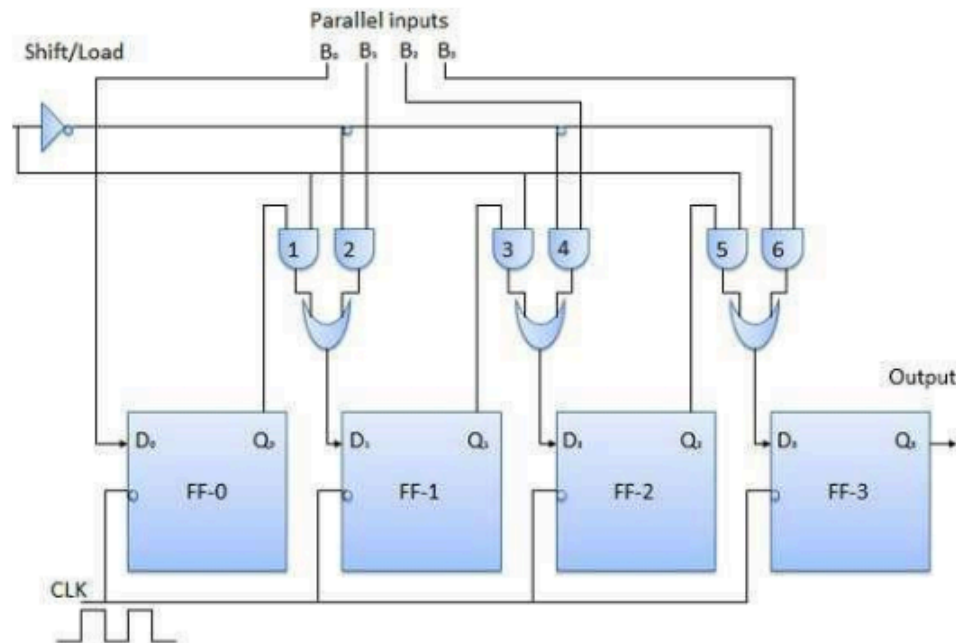 Parallel inputs
Shift/Load
B₀ B₁ B₂ B₃
1 2 3 4 5 6
Output
D₀ Q₀ D₁ Q₁ D₃ Q₂ D₃ Q₃
FF-0 FF-1 FF-2 FF-3
CLK